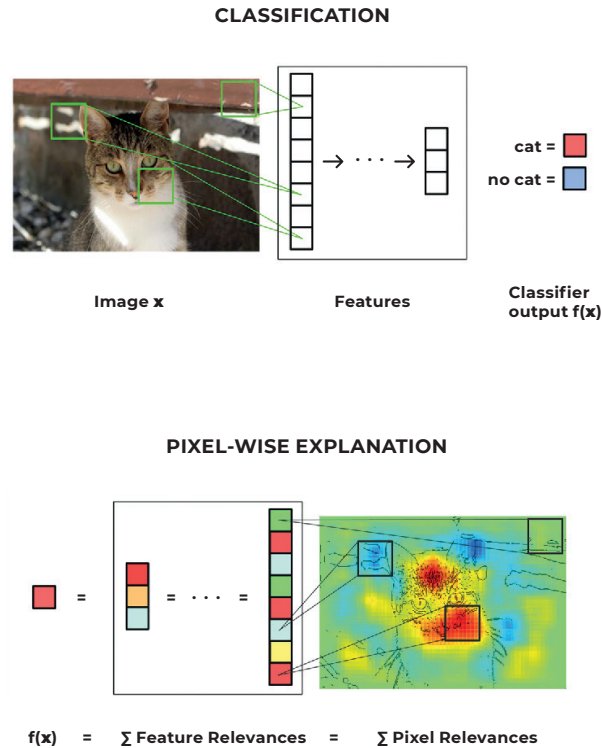 CLASSIFICATION
cat =
no cat =
Image x
Features
Classifier
output f(x)
PIXEL-WISE EXPLANATION
=
= · · · =
f(x) = ∑ Feature Relevances = ∑ Pixel Relevances